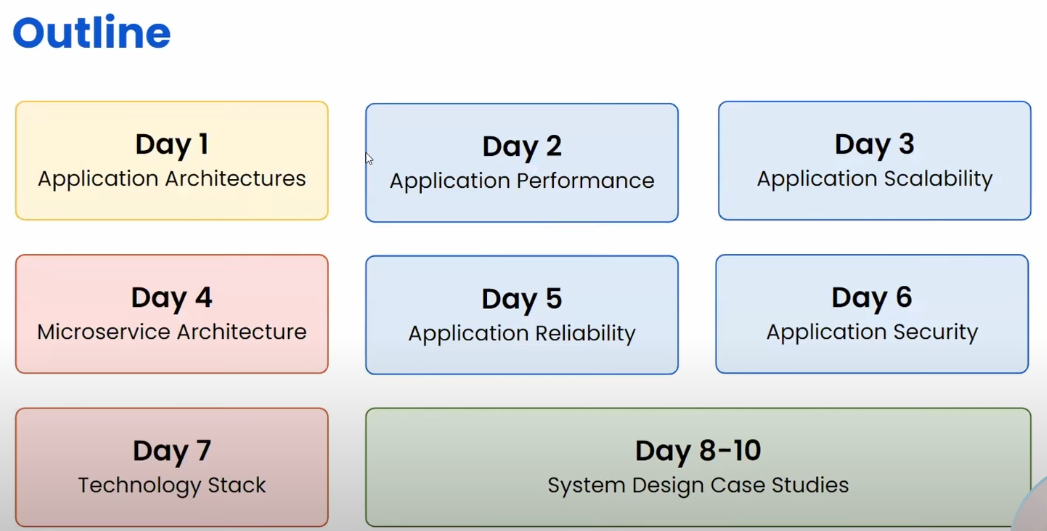 Outline
Day 1
Application Architectures
Day 2
Application Performance
Day 3
Application Scalability
Day 4
Microservice Architecture
Day 5
Application Reliability
Day 6
Application Security
Day 7
Technology Stack
Day 8-10
System Design Case Studies